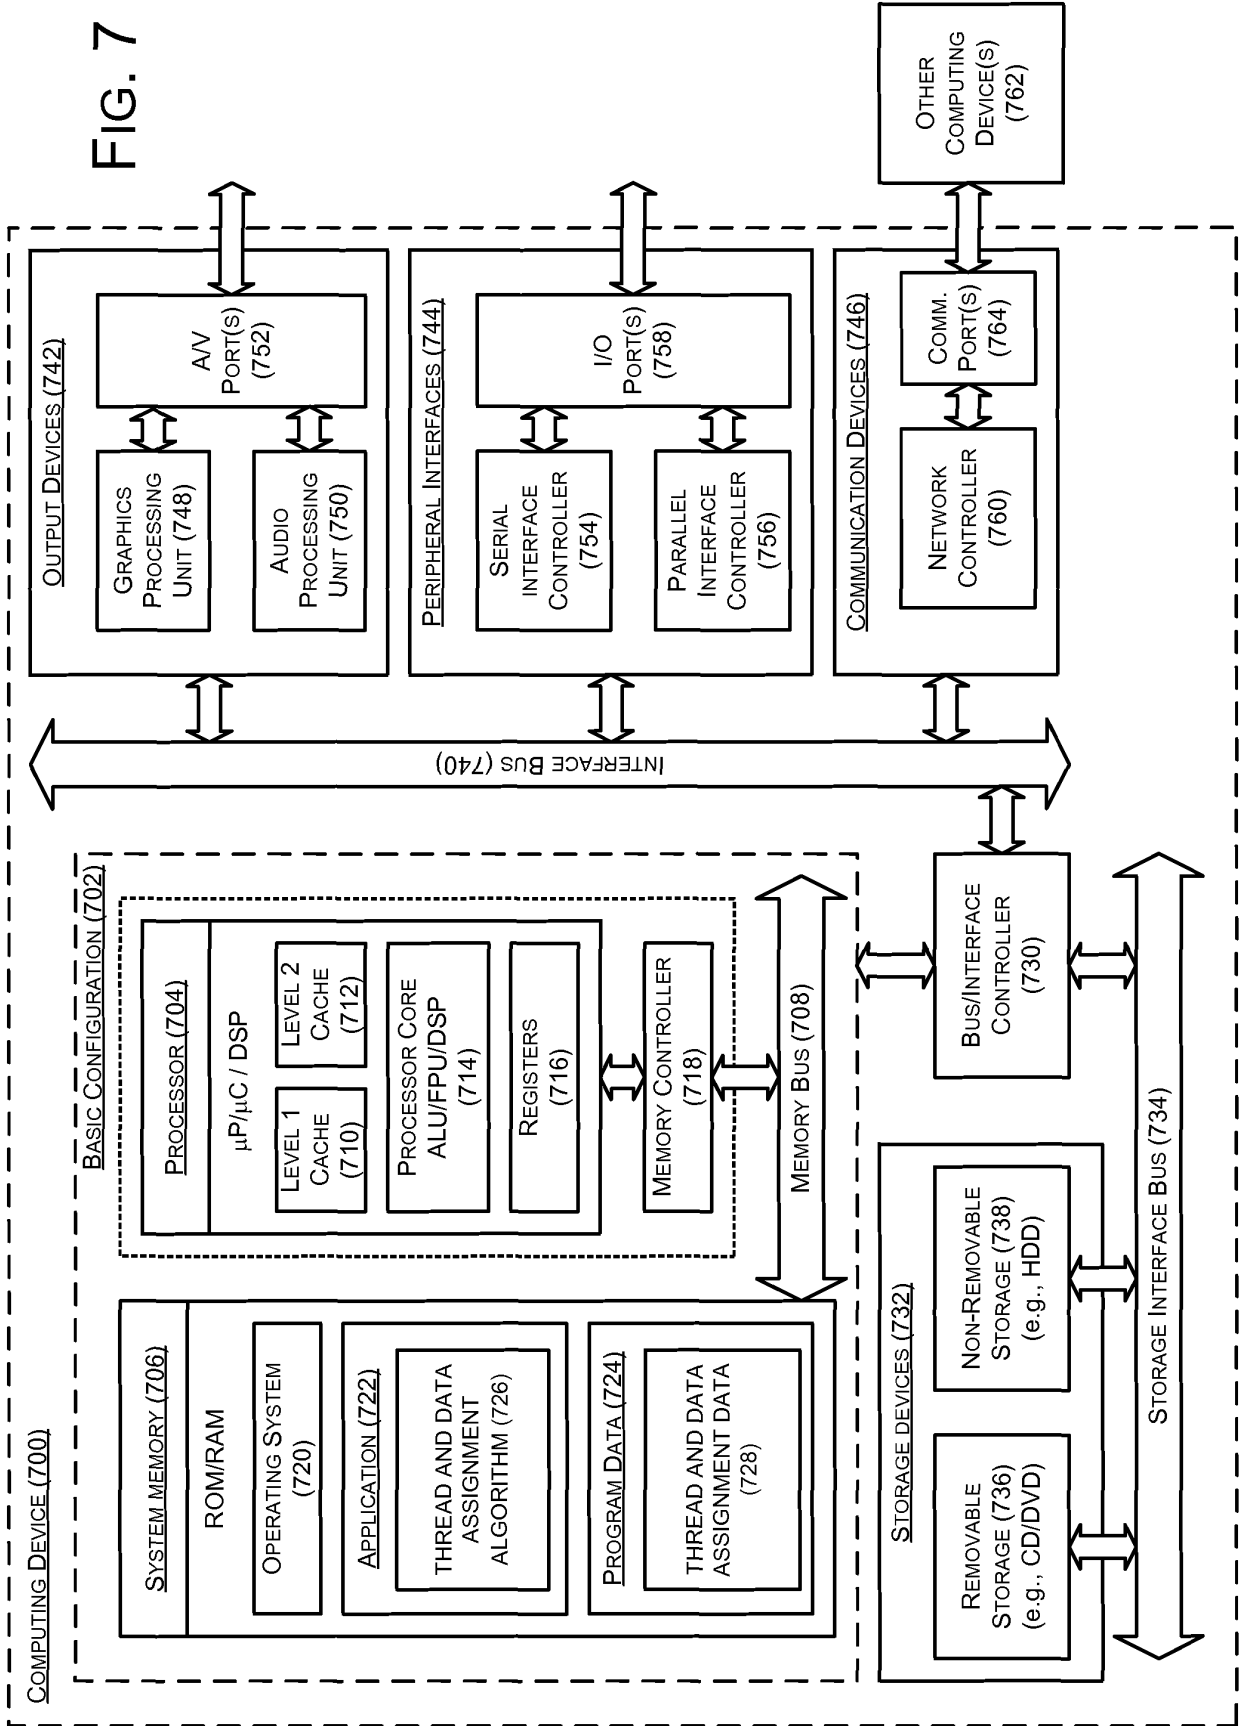 FIG. 7
COMPUTING DEVICE (700)
BASIC CONFIGURATION (702)
SYSTEM MEMORY (706)
ROM/RAM
OPERATING SYSTEM
(720)
APPLICATION (722)
THREAD AND DATA
ASSIGNMENT
ALGORITHM (726)
PROGRAM DATA (724)
THREAD AND DATA
ASSIGNMENT DATA
(728)
PROCESSOR (704)
µP/µC / DSP
LEVEL 1
CACHE
(710)
LEVEL 2
CACHE
(712)
PROCESSOR CORE
ALU/FPU/DSP
(714)
REGISTERS
(716)
MEMORY CONTROLLER
(718)
MEMORY BUS (708)
BUS/INTERFACE
CONTROLLER
(730)
STORAGE DEVICES (732)
REMOVABLE
STORAGE (736)
(e.g., CD/DVD)
NON-REMOVABLE
STORAGE (738)
(e.g., HDD)
STORAGE INTERFACE BUS (734)
INTERFACE BUS (740)
OUTPUT DEVICES (742)
GRAPHICS
PROCESSING
UNIT (748)
AUDIO
PROCESSING
UNIT (750)
A/V
PORT(S)
(752)
PERIPHERAL INTERFACES (744)
SERIAL
INTERFACE
CONTROLLER
(754)
PARALLEL
INTERFACE
CONTROLLER
(756)
I/O
PORT(S)
(758)
COMMUNICATION DEVICES (746)
NETWORK
CONTROLLER
(760)
COMM.
PORT(S)
(764)
OTHER
COMPUTING
DEVICE(S)
(762)